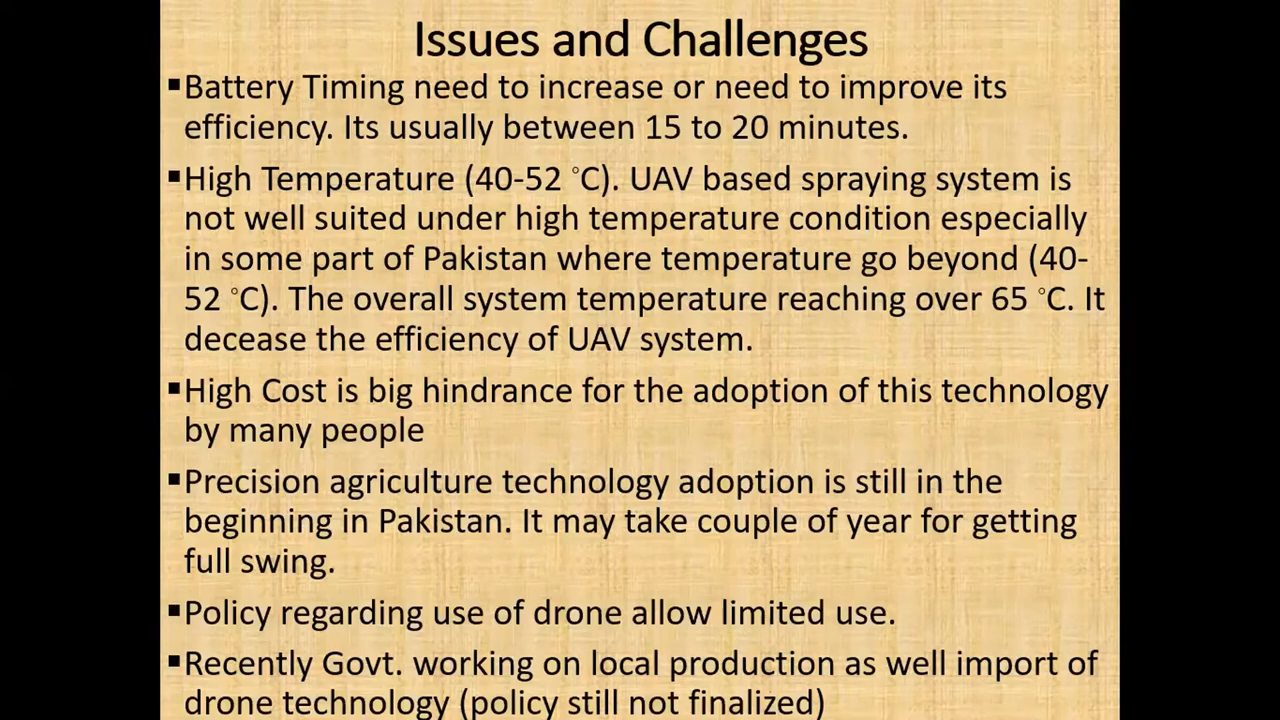 Issues and Challenges
▪Battery Timing need to increase or need to improve its
efficiency. Its usually between 15 to 20 minutes.
▪High Temperature (40-52 °C). UAV based spraying system is
not well suited under high temperature condition especially
in some part of Pakistan where temperature go beyond (40-
52 °C). The overall system temperature reaching over 65 °C. It
decease the efficiency of UAV system.
▪High Cost is big hindrance for the adoption of this technology
by many people
▪Precision agriculture technology adoption is still in the
beginning in Pakistan. It may take couple of year for getting
full swing.
▪Policy regarding use of drone allow limited use.
▪Recently Govt. working on local production as well import of
drone technology (policy still not finalized)